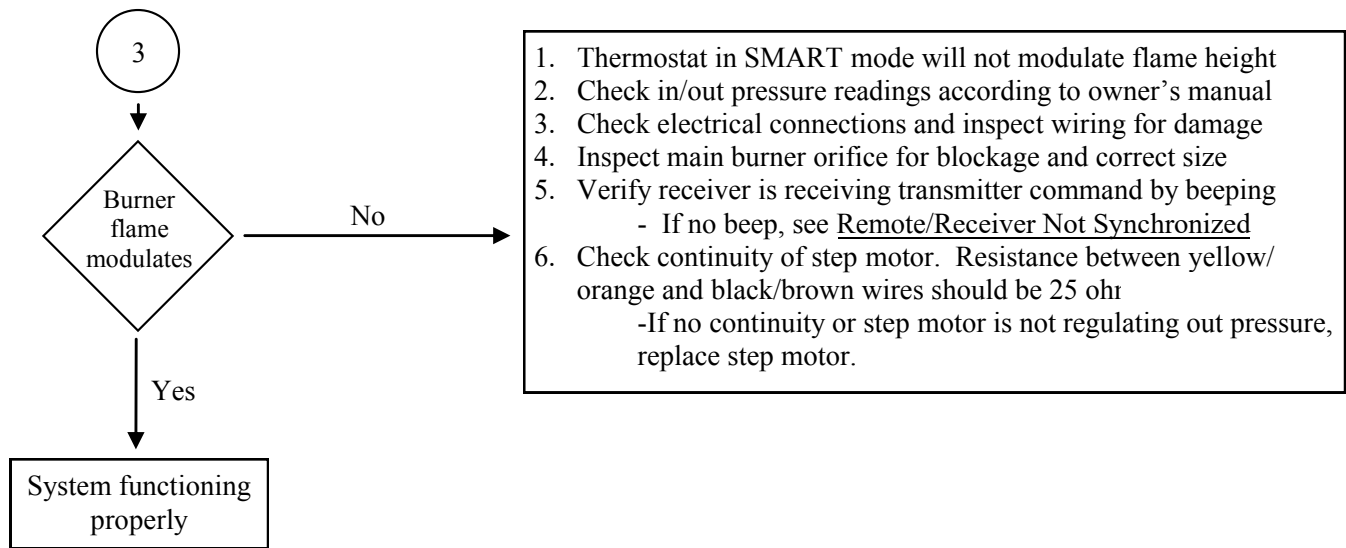 3
Burner
flame
modulates
No
Yes
System functioning
properly
1. Thermostat in SMART mode will not modulate flame height
2. Check in/out pressure readings according to owner’s manual
3. Check electrical connections and inspect wiring for damage
4. Inspect main burner orifice for blockage and correct size
5. Verify receiver is receiving transmitter command by beeping
- If no beep, see Remote/Receiver Not Synchronized
6. Check continuity of step motor. Resistance between yellow/
orange and black/brown wires should be 25
-If no continuity or step motor is not regulating out pressure,
replace step motor.